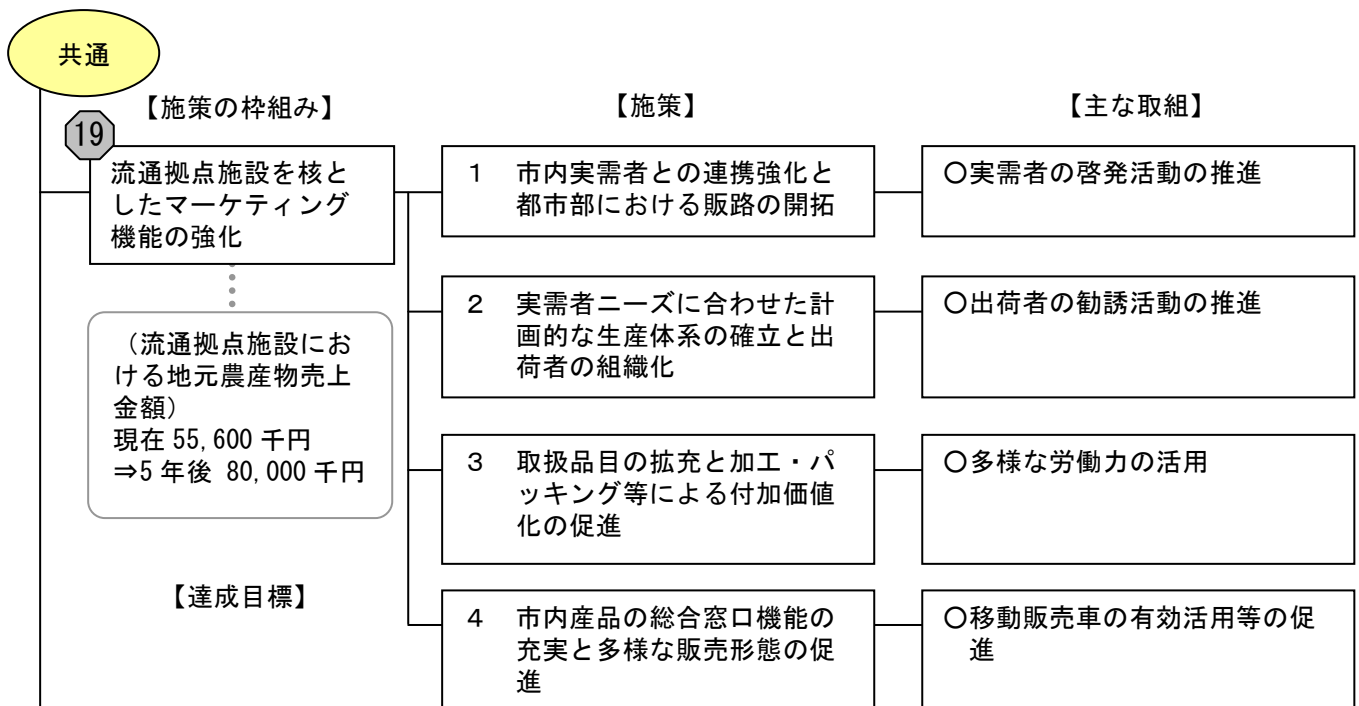 共通
【施策の枠組み】
【施策】
【主な取組】
19
流通拠点施設を核と
したマーケティング
機能の強化
1 市内実需者との連携強化と
都市部における販路の開拓
〇実需者の啓発活動の推進
2 実需者ニーズに合わせた計
画的な生産体系の確立と出
荷者の組織化
〇出荷者の勧誘活動の推進
（流通拠点施設にお
ける地元農産物売上
金額）
現在 55,600 千円
⇒5 年後 80,000 千円
3 取扱品目の拡充と加工・パ
ッキング等による付加価値
化の促進
〇多様な労働力の活用
【達成目標】
4 市内産品の総合窓口機能の
充実と多様な販売形態の促
進
〇移動販売車の有効活用等の促
進